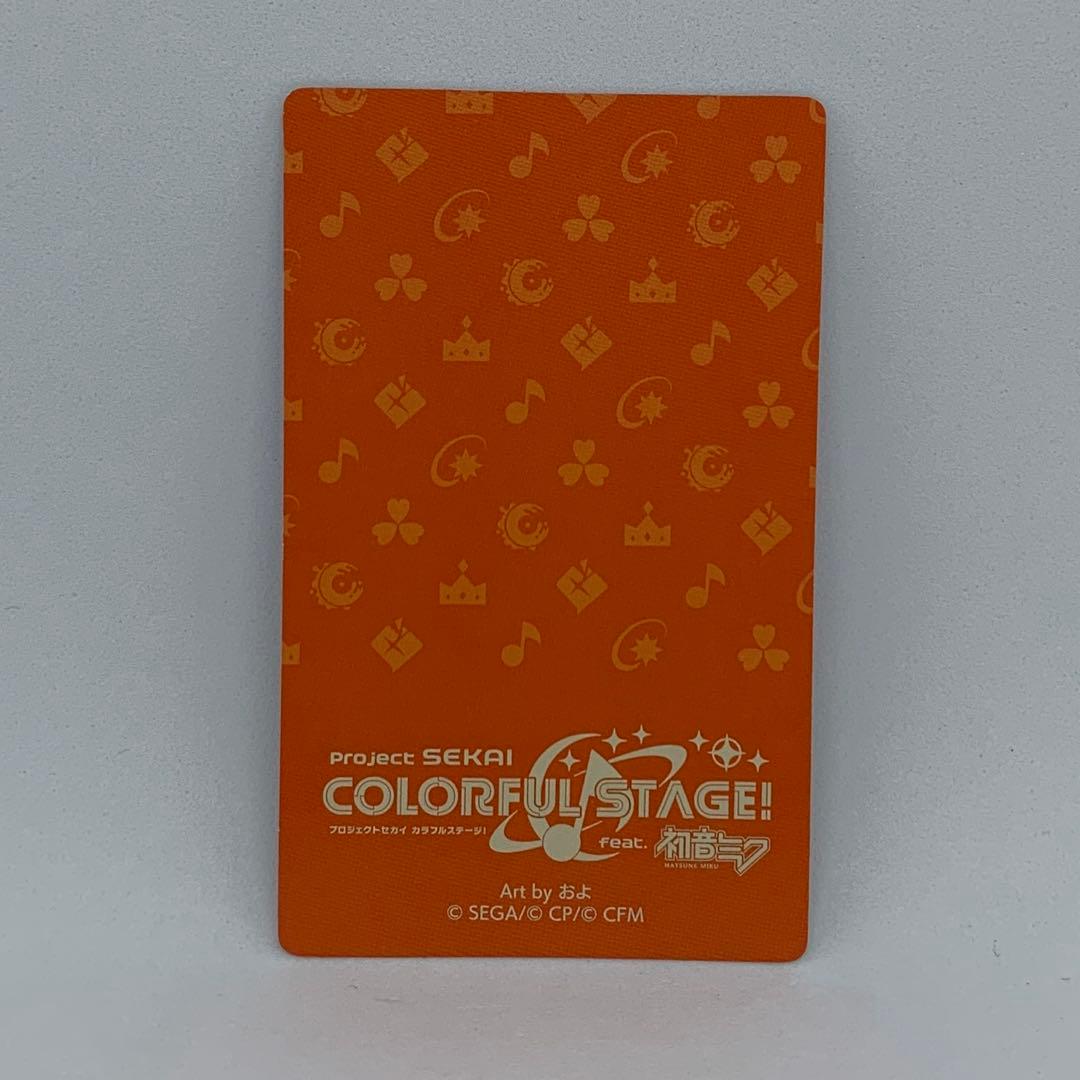 Project SEKAI
COLORFUL STAGE!
プロジェクトセカイ カラフルステージ!
feat. 初音ミク
HATSUNE MIKU
Art by およ
© SEGA/© CP/© CFM